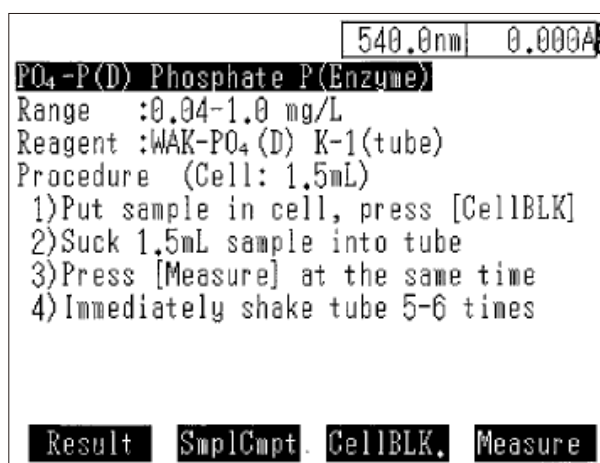 540.0nm 0.000A
PO₄-P(D) Phosphate P(Enzyme)
Range :0.04-1.0 mg/L
Reagent :WAK-PO₄(D) K-1(tube)
Procedure (Cell: 1.5mL)
1)Put sample in cell, press [CellBLK]
2)Suck 1.5mL sample into tube
3)Press [Measure] at the same time
4)Immediately shake tube 5-6 times
Result SmplCmpt. CellBLK. Measure